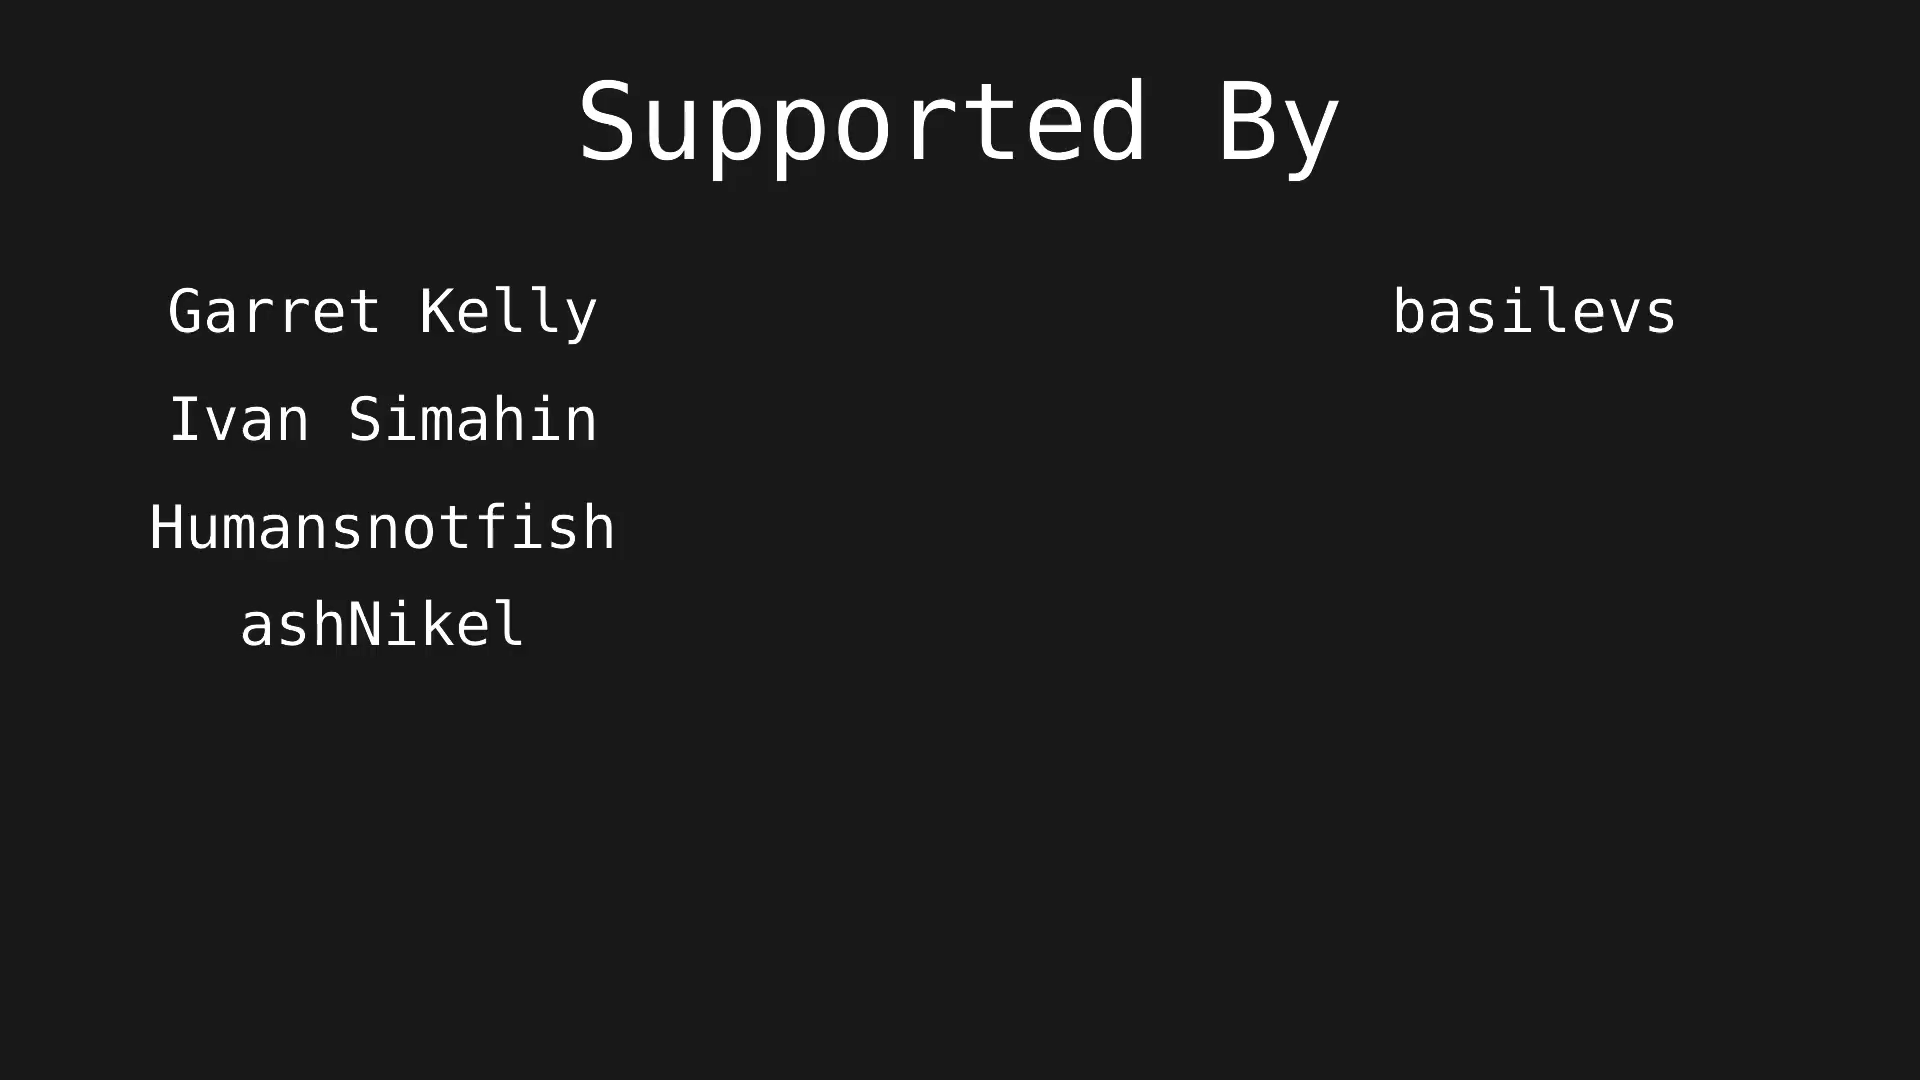 Supported By
Garret Kelly
Ivan Simahin
Humansnotfish
ashNikel
basilevs